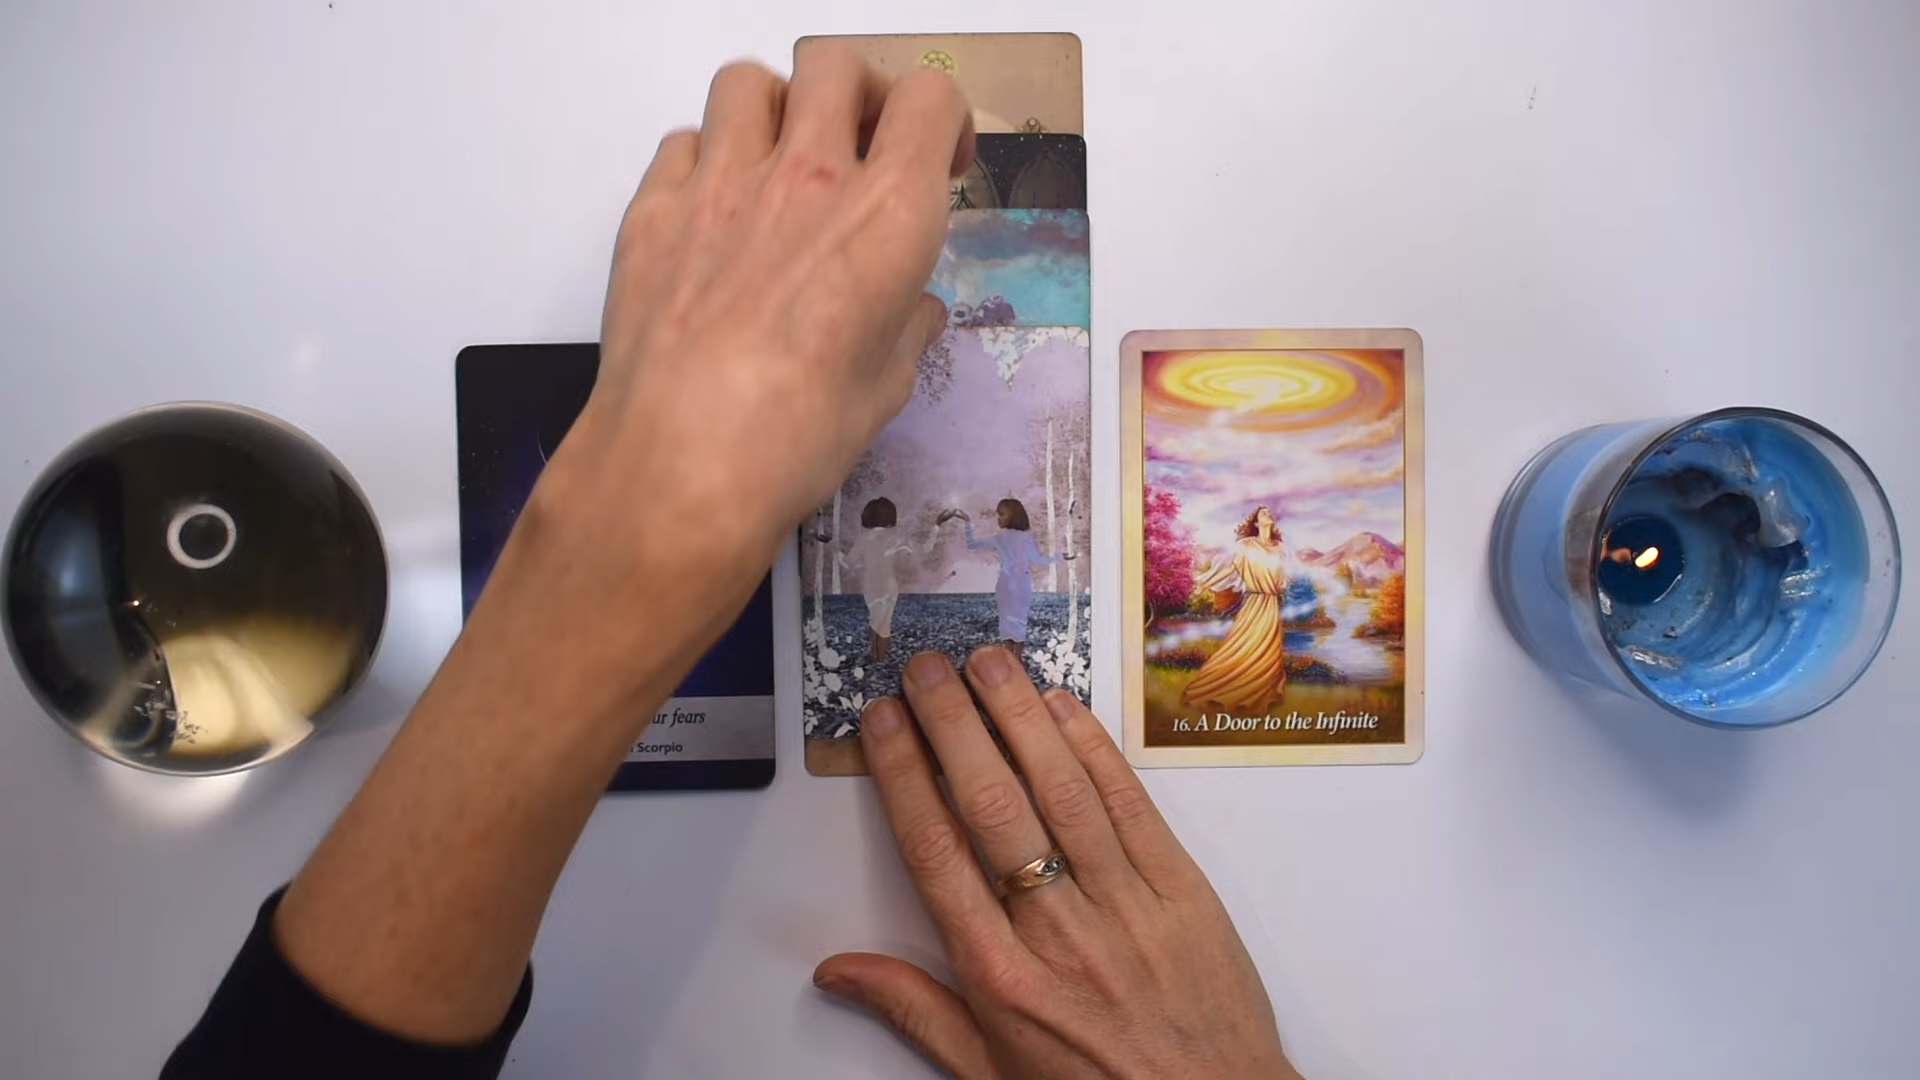 ur fears
Scorpio
16. A Door to the Infinite